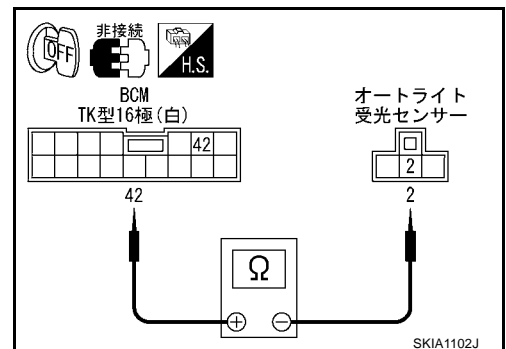 OFF
非接続
H.S.
BCM
TK型16極(白)
42
42
オートライト
受光センサー
2
2
Ω
+ −
SKIA1102J